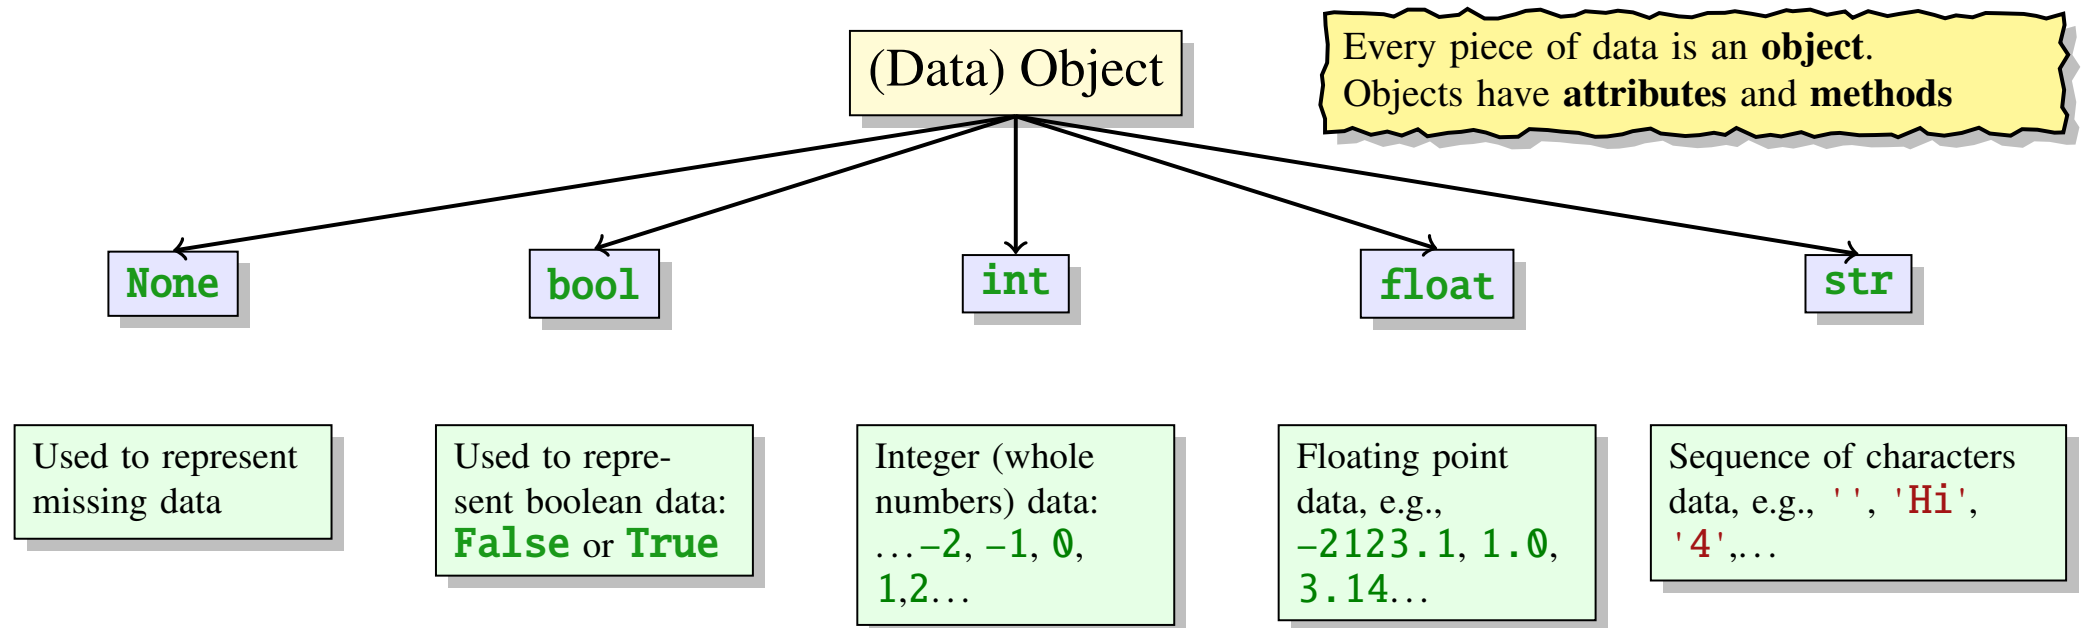 (Data) Object
Every piece of data is an object.
Objects have attributes and methods
None
bool
int
float
str
Used to represent
missing data
Used to repre-
sent boolean data:
False or True
Integer (whole
numbers) data:
...−2, −1, 0,
1,2...
Floating point
data, e.g.,
−2123.1, 1.0,
3.14...
Sequence of characters
data, e.g., '', 'Hi',
'4',...